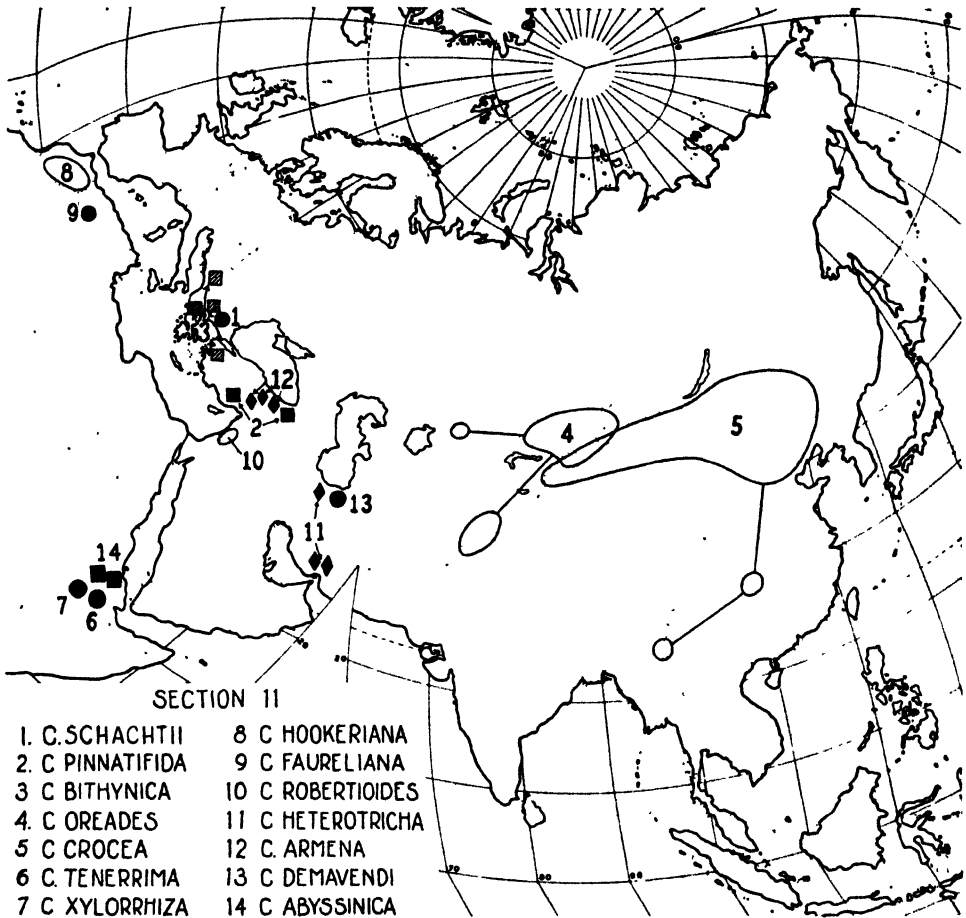 8
9
1
3
12
2
10
4
5
13
11
14
7
6
SECTION 11
1. C. SCHACHTII
2. C PINNATIFIDA
3 C BITHYNICA
4. C OREADES
5 C CROCEA
6 C. TENERRIMA
7 C XYLORRHIZA
8 C HOOKERIANA
9 C FAURELIANA
10 C ROBERTIOIDES
11 C HETEROTRICHA
12 C. ARMENA
13 C DEMAVENDI
14 C ABYSSINICA